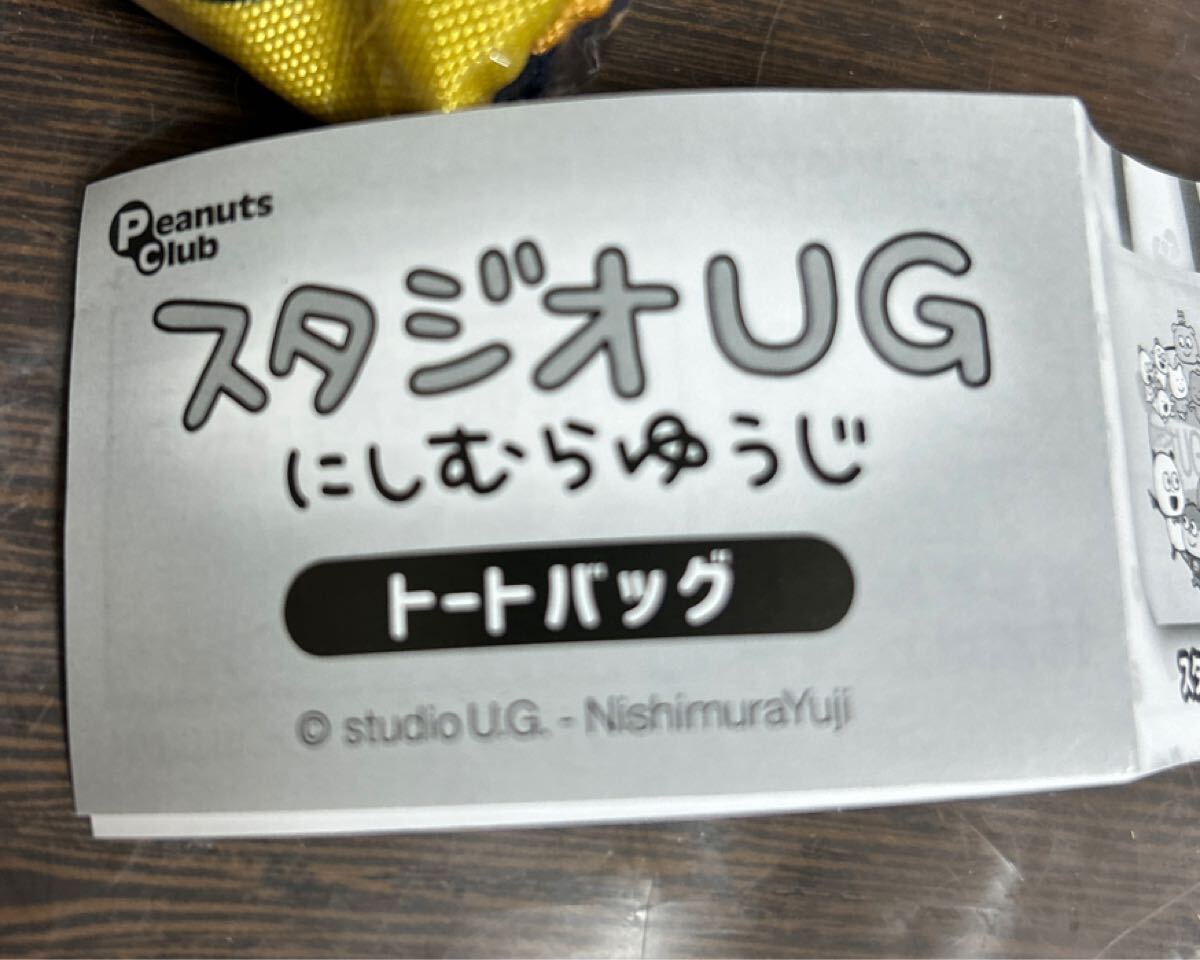 Peanuts
Club
スタジオUG
にしむらゆうじ
トートバッグ
© studio U.G. - NishimuraYuji